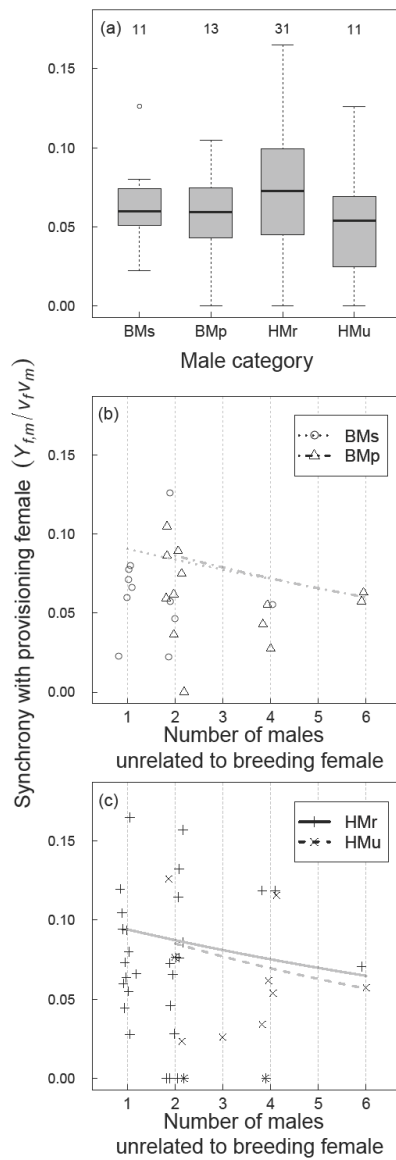 (a) 11 13 31 11
0.15
0.10
0.05
0.00
BMs BMp HMr HMu
Male category
Synchrony with provisioning female (Y_{f,m}/v_f v_m)
(b)
BMs
BMp
0.15
0.10
0.05
0.00
1 2 3 4 5 6
Number of males
unrelated to breeding female
(c)
HMr
HMu
0.15
0.10
0.05
0.00
1 2 3 4 5 6
Number of males
unrelated to breeding female